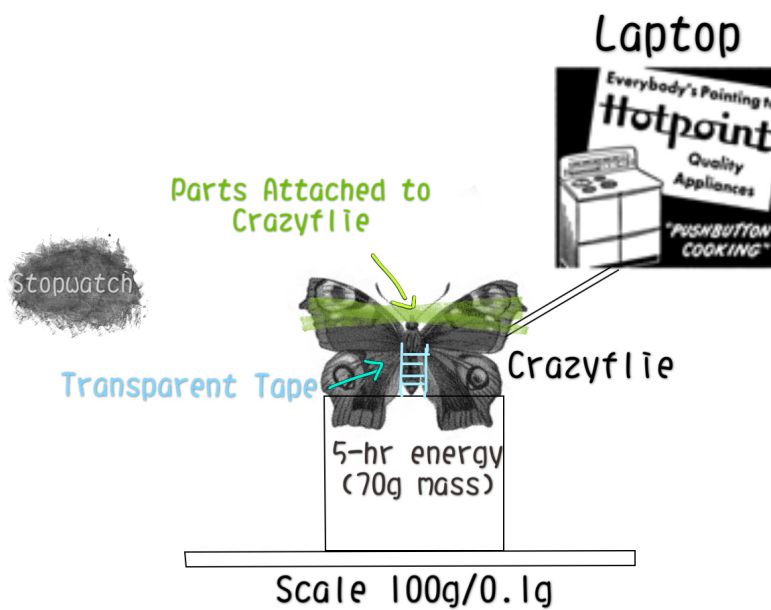 Laptop
Everybody's Pointing to
Hotpoint
Quality
Appliances
"PUSHBUTTON
COOKING"
Parts Attached to
Crazyflie
Stopwatch
Transparent Tape
Crazyflie
5-hr energy
(70g mass)
Scale 100g/0.1g